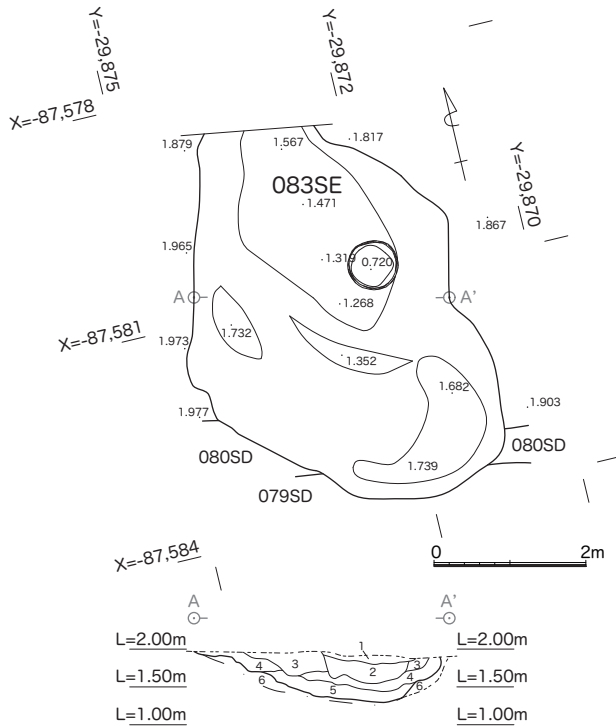 Y=-29,875
Y=-29,872
X=-87,578
1.879
1.567
1.817
083SE
1.471
Y=-29,870
1.867
1.965
1.319
0.720
A
1.268
A'
X=-87,581
1.732
1.973
1.352
1.682
1.977
1.903
080SD
080SD
1.739
079SD
X=-87,584
0
2m
A
A'
L=2.00m
1
L=2.00m
4
3
2
3
L=1.50m
6
5
4
6
L=1.50m
L=1.00m
L=1.00m